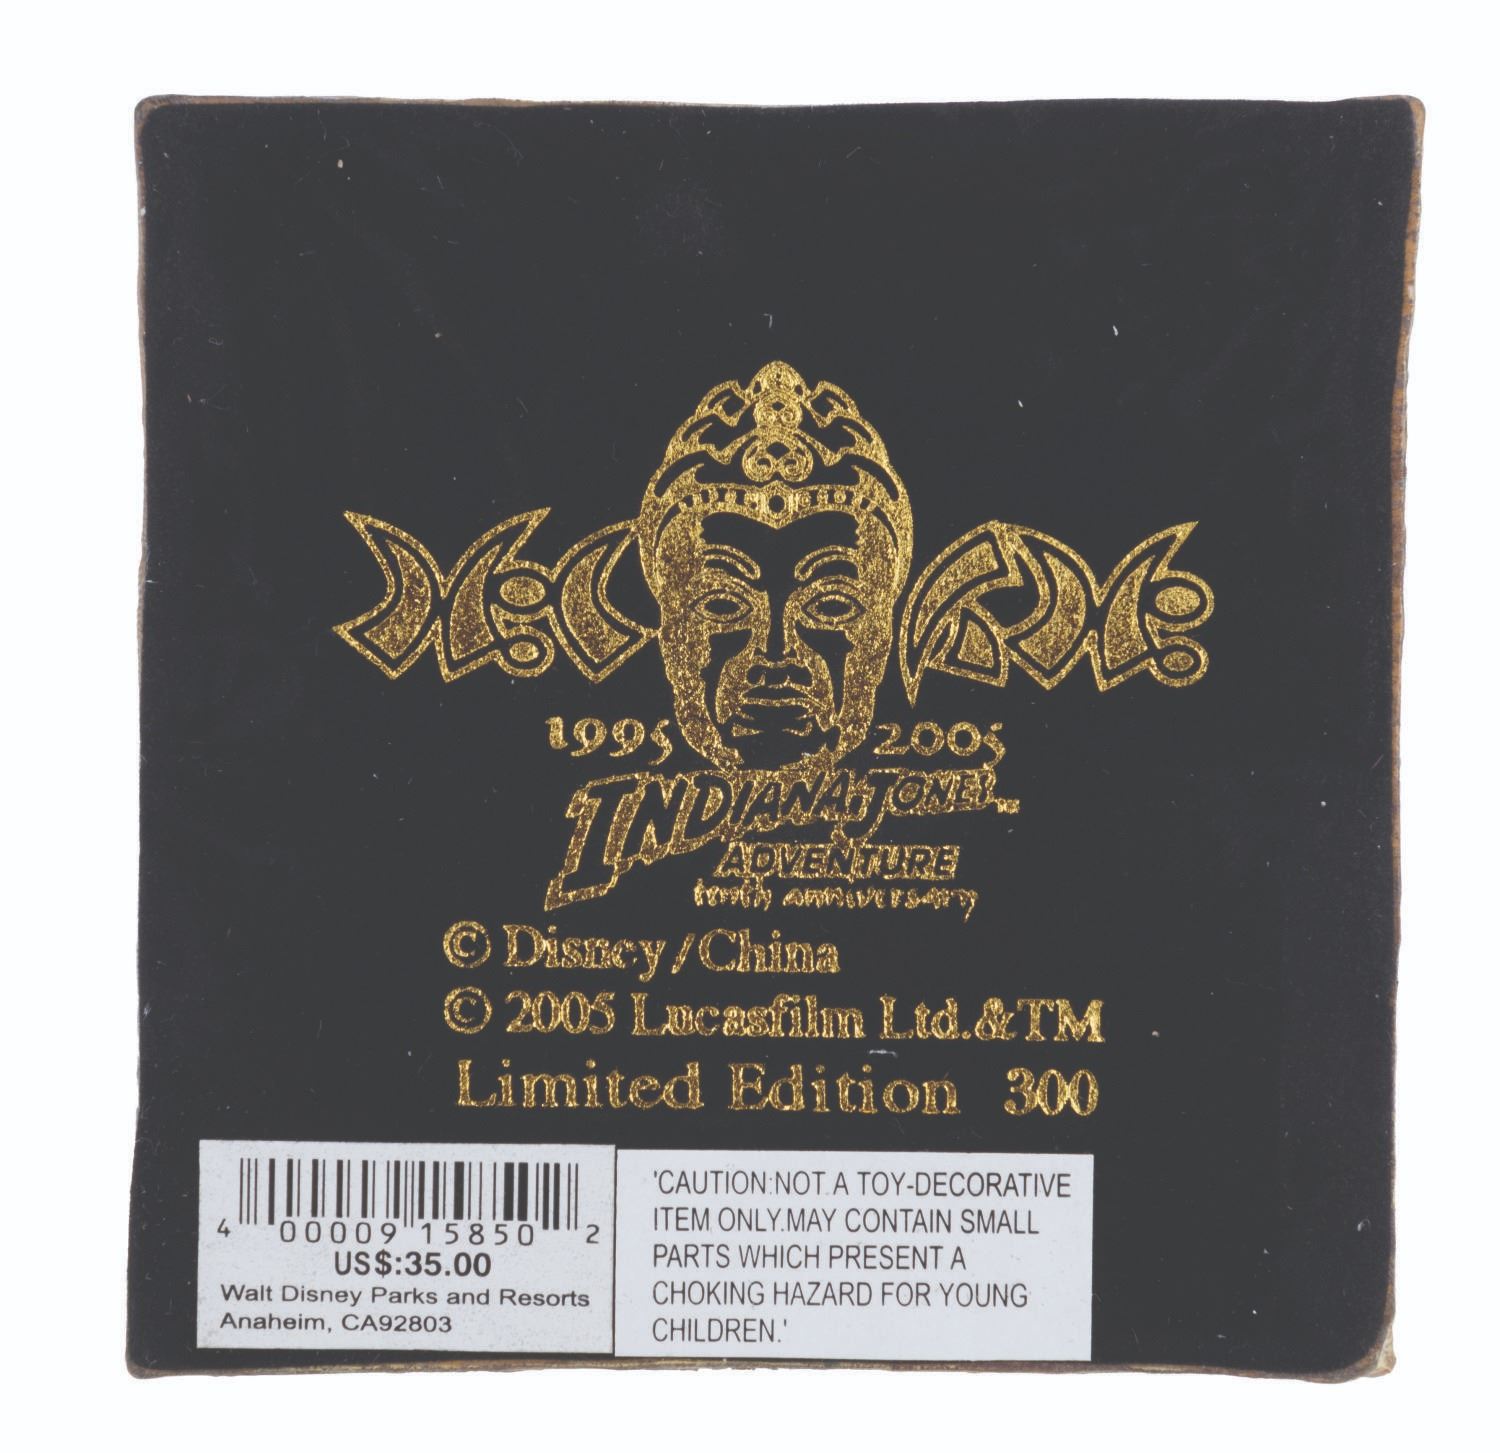 1995 2005
INDIANA JONES™
ADVENTURE
tenth anniversary
© Disney/China
© 2005 Lucasfilm Ltd.&TM
Limited Edition 300
4 00009 15850 2
US$:35.00
Walt Disney Parks and Resorts
Anaheim, CA92803
'CAUTION:NOT A TOY-DECORATIVE
ITEM ONLY.MAY CONTAIN SMALL
PARTS WHICH PRESENT A
CHOKING HAZARD FOR YOUNG
CHILDREN.'